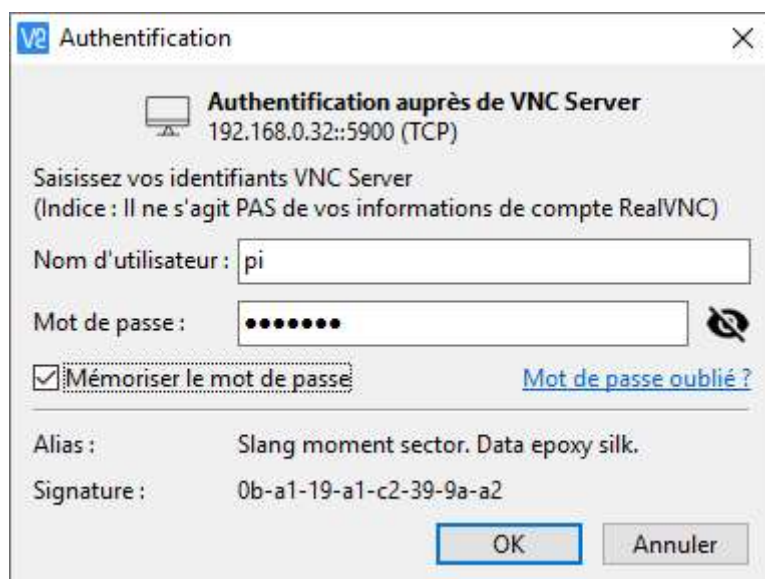 V2 Authentification
Authentification auprès de VNC Server
192.168.0.32::5900 (TCP)
Saisissez vos identifiants VNC Server
(Indice : Il ne s'agit PAS de vos informations de compte RealVNC)
Nom d'utilisateur : pi
Mot de passe : •••••••
Mémoriser le mot de passe Mot de passe oublié ?
Alias : Slang moment sector. Data epoxy silk.
Signature : 0b-a1-19-a1-c2-39-9a-a2
OK Annuler